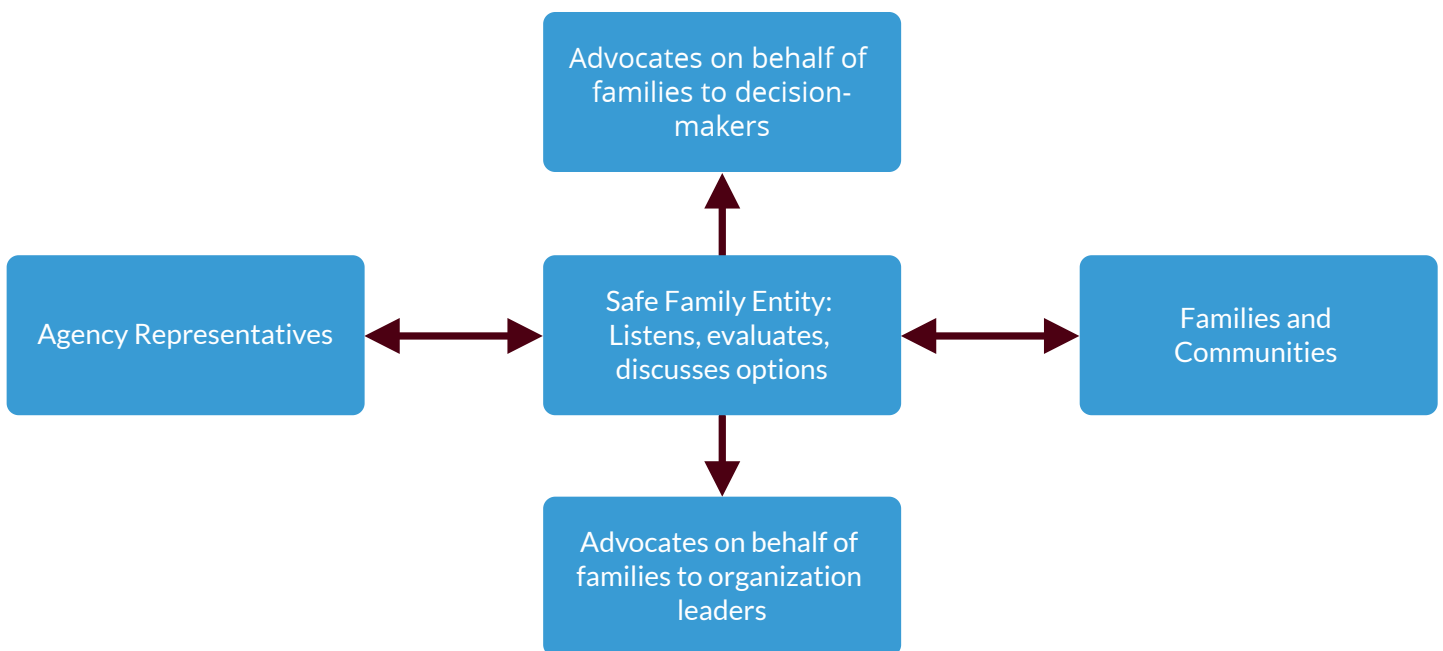 Advocates on behalf of
families to decision-
makers
Agency Representatives
Safe Family Entity:
Listens, evaluates,
discusses options
Families and
Communities
Advocates on behalf of
families to organization
leaders